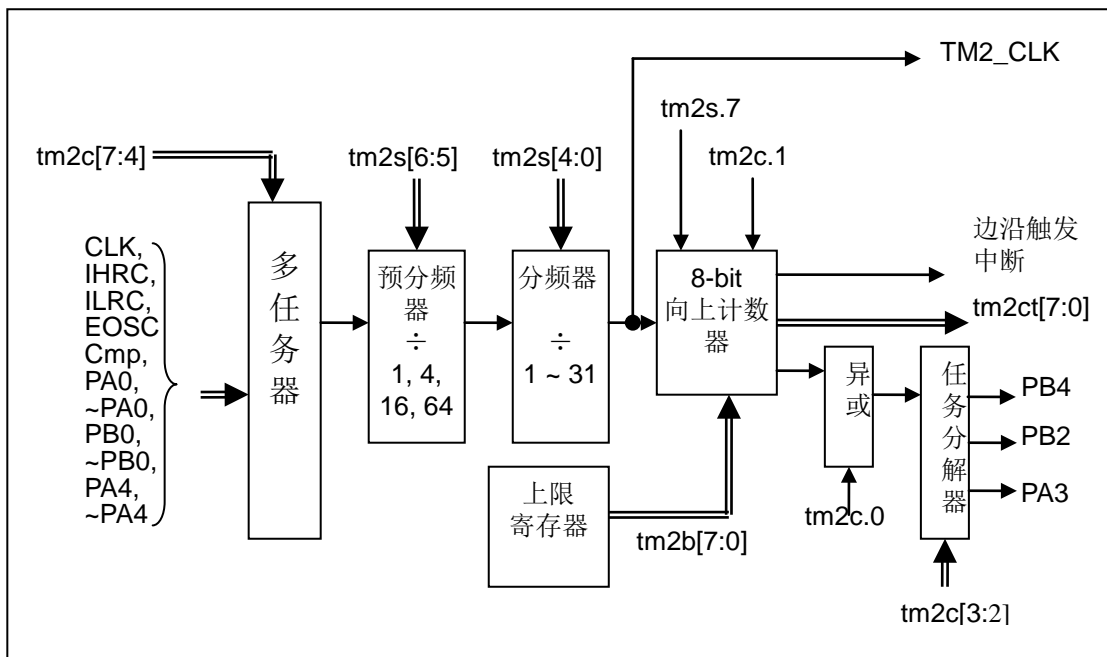 TM2_CLK
tm2s.7
tm2c[7:4]
tm2s[6:5]
tm2s[4:0]
tm2c.1
CLK,
IHRC,
ILRC,
EOSC
Cmp,
PA0,
~PA0,
PB0,
~PB0,
PA4,
~PA4
多
任
务
器
预分频
器
÷
1, 4,
16, 64
分频器
÷
1 ~ 31
8-bit
向上计数
器
边沿触发
中断
tm2ct[7:0]
异
或
任
务
分
解
器
PB4
PB2
PA3
上限
寄存器
tm2b[7:0]
tm2c.0
tm2c[3:2]